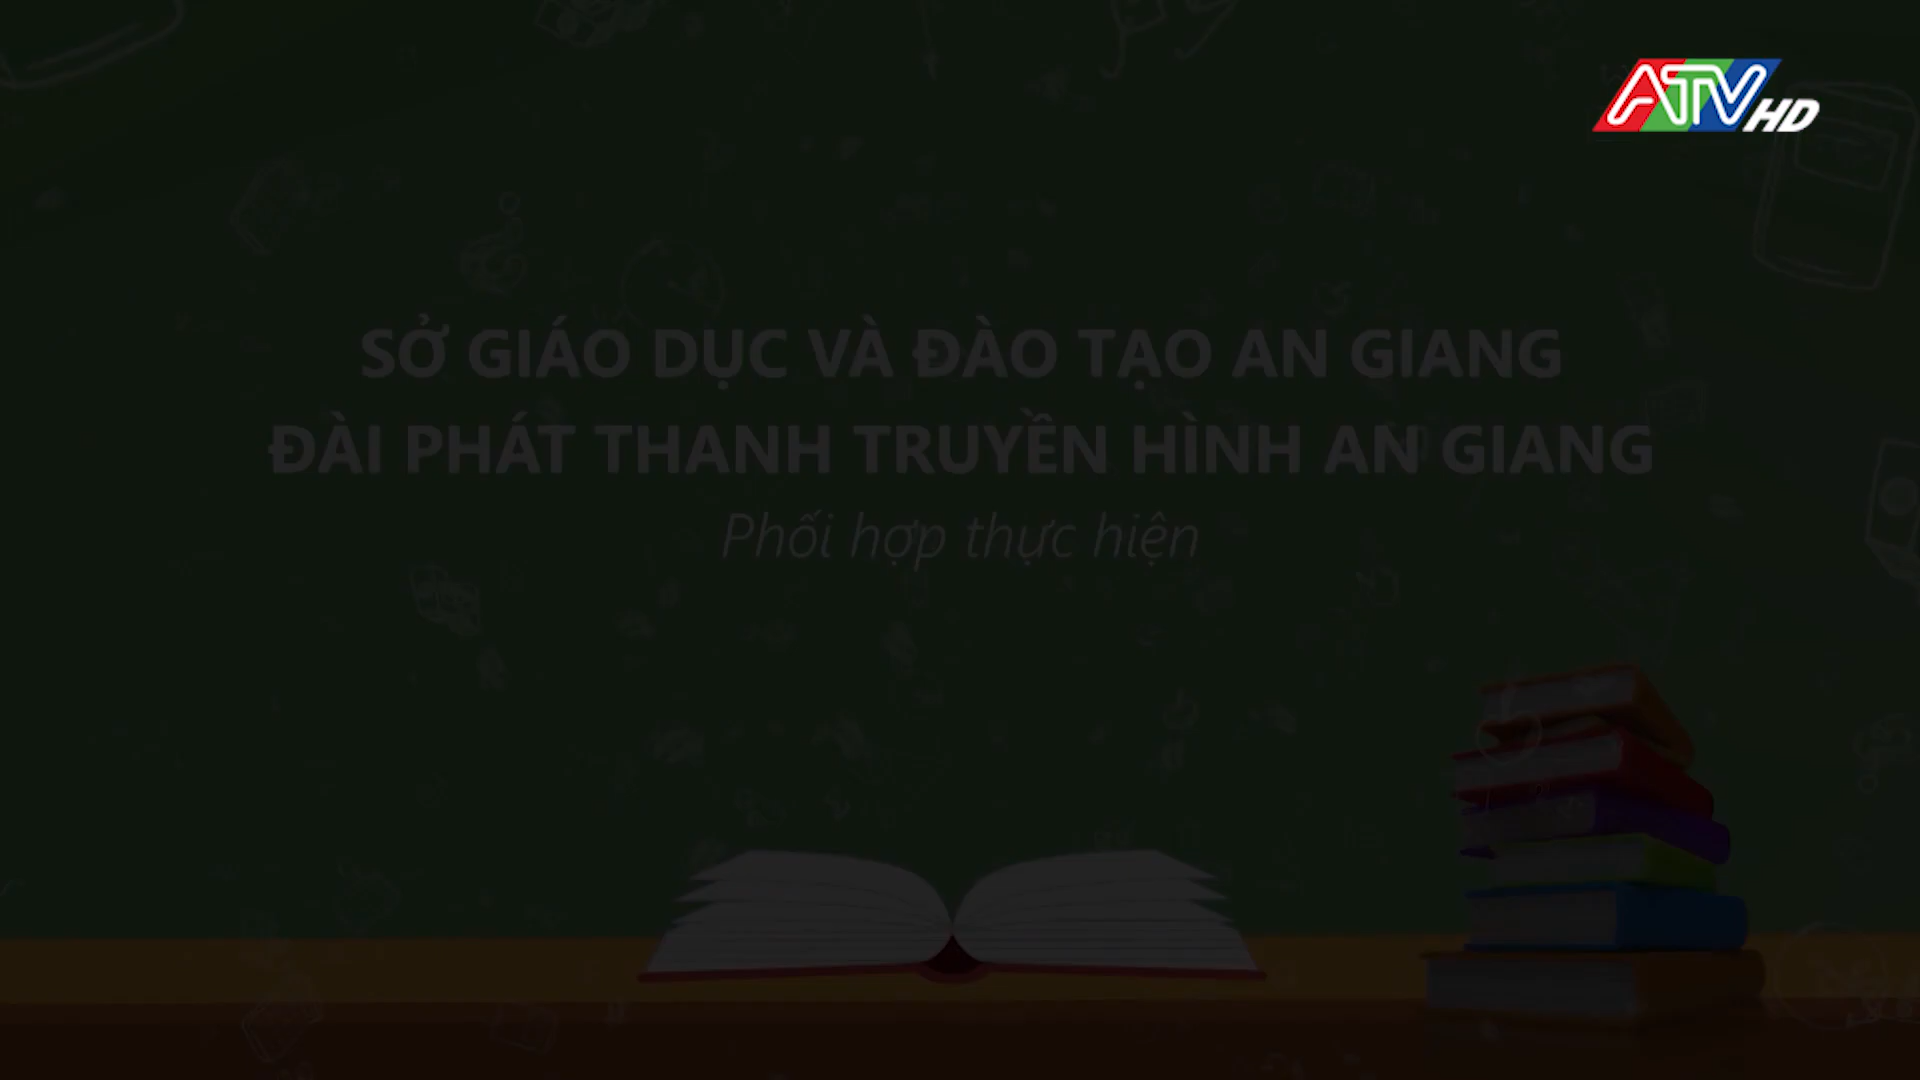 ATV HD
SỞ GIÁO DỤC VÀ ĐÀO TẠO AN GIANG
ĐÀI PHÁT THANH TRUYỀN HÌNH AN GIANG
Phối hợp thực hiện